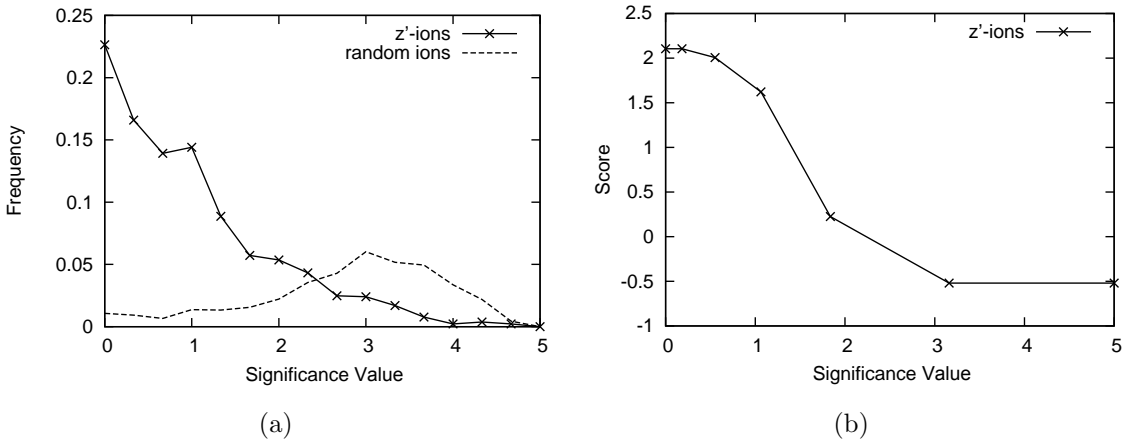 0.25
0.2
0.15
0.1
0.05
0
0 1 2 3 4 5
Frequency
Significance Value
z'-ions
random ions
(a)
2.5
2
1.5
1
0.5
0
-0.5
-1
0 1 2 3 4 5
Score
Significance Value
z'-ions
(b)